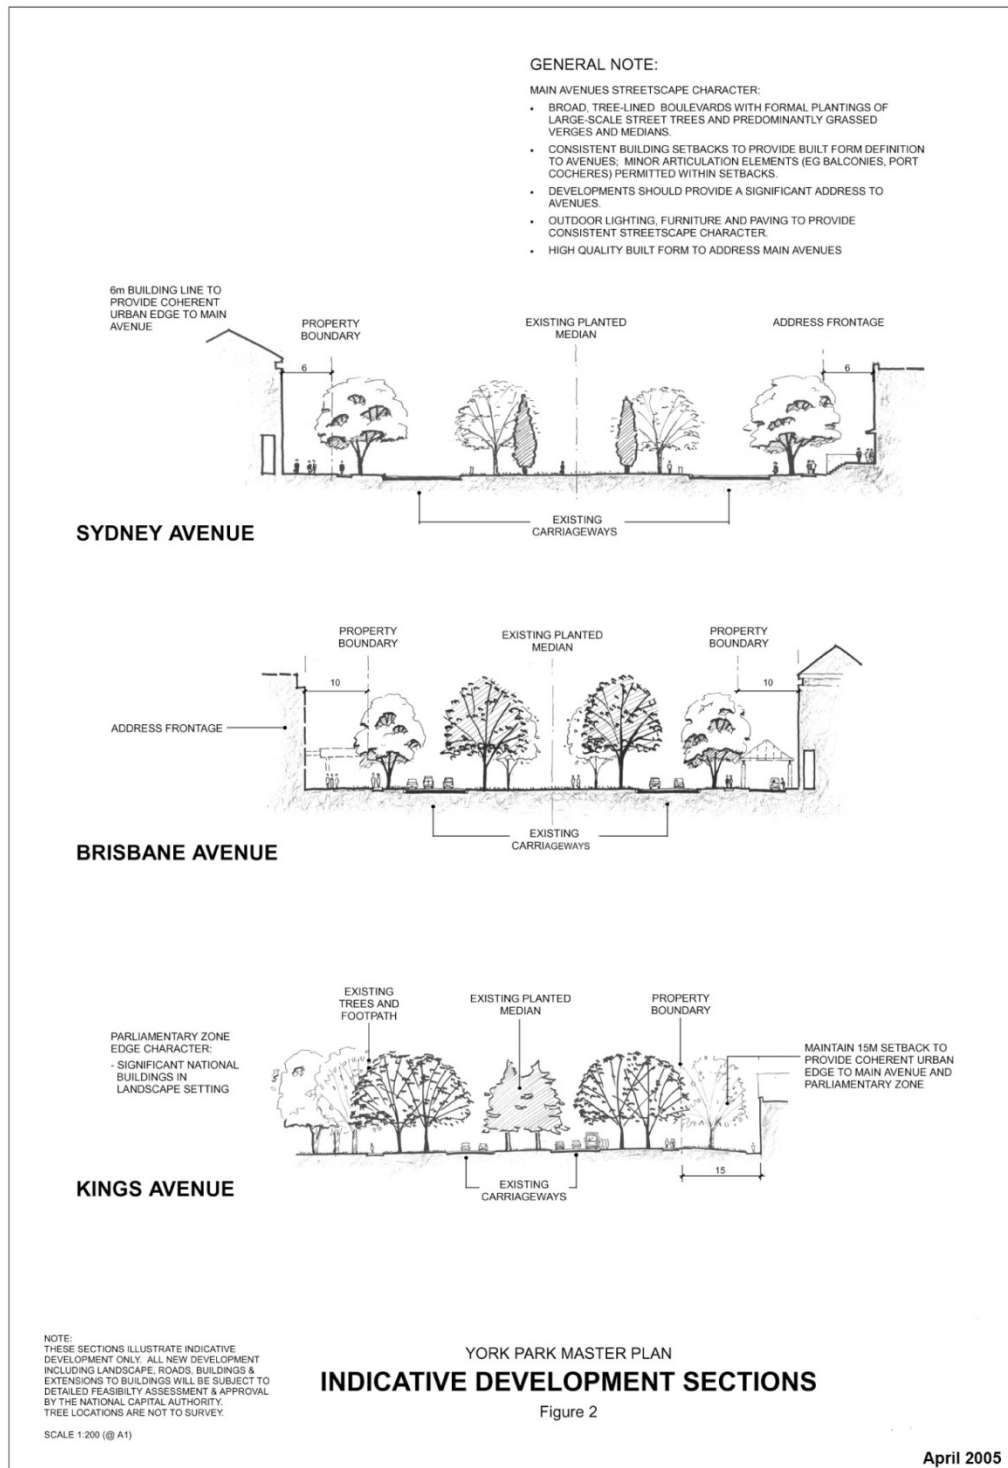 GENERAL NOTE:
MAIN AVENUES STREETSCAPE CHARACTER:
• BROAD, TREE-LINED BOULEVARDS WITH FORMAL PLANTINGS OF
LARGE-SCALE STREET TREES AND PREDOMINANTLY GRASSED
VERGES AND MEDIANS.
• CONSISTENT BUILDING SETBACKS TO PROVIDE BUILT FORM DEFINITION
TO AVENUES; MINOR ARTICULATION ELEMENTS (EG BALCONIES, PORT
COCHERES) PERMITTED WITHIN SETBACKS.
• DEVELOPMENTS SHOULD PROVIDE A SIGNIFICANT ADDRESS TO
AVENUES.
• OUTDOOR LIGHTING, FURNITURE AND PAVING TO PROVIDE
CONSISTENT STREETSCAPE CHARACTER.
• HIGH QUALITY BUILT FORM TO ADDRESS MAIN AVENUES
6m BUILDING LINE TO
PROVIDE COHERENT
URBAN EDGE TO MAIN
AVENUE
PROPERTY
BOUNDARY
EXISTING PLANTED
MEDIAN
ADDRESS FRONTAGE
6
6
EXISTING
CARRIAGEWAYS
SYDNEY AVENUE
PROPERTY
BOUNDARY
EXISTING PLANTED
MEDIAN
PROPERTY
BOUNDARY
10
10
ADDRESS FRONTAGE
EXISTING
CARRIAGEWAYS
BRISBANE AVENUE
EXISTING
TREES AND
FOOTPATH
EXISTING PLANTED
MEDIAN
PROPERTY
BOUNDARY
PARLIAMENTARY ZONE
EDGE CHARACTER:
- SIGNIFICANT NATIONAL
BUILDINGS IN
LANDSCAPE SETTING
MAINTAIN 15M SETBACK TO
PROVIDE COHERENT URBAN
EDGE TO MAIN AVENUE AND
PARLIAMENTARY ZONE
15
EXISTING
CARRIAGEWAYS
KINGS AVENUE
NOTE:
THESE SECTIONS ILLUSTRATE INDICATIVE
DEVELOPMENT ONLY. ALL NEW DEVELOPMENT
INCLUDING LANDSCAPE, ROADS, BUILDINGS &
EXTENSIONS TO BUILDINGS WILL BE SUBJECT TO
DETAILED FEASIBILTY ASSESSMENT & APPROVAL
BY THE NATIONAL CAPITAL AUTHORITY.
TREE LOCATIONS ARE NOT TO SURVEY.
SCALE 1:200 (@ A1)
YORK PARK MASTER PLAN
INDICATIVE DEVELOPMENT SECTIONS
Figure 2
April 2005